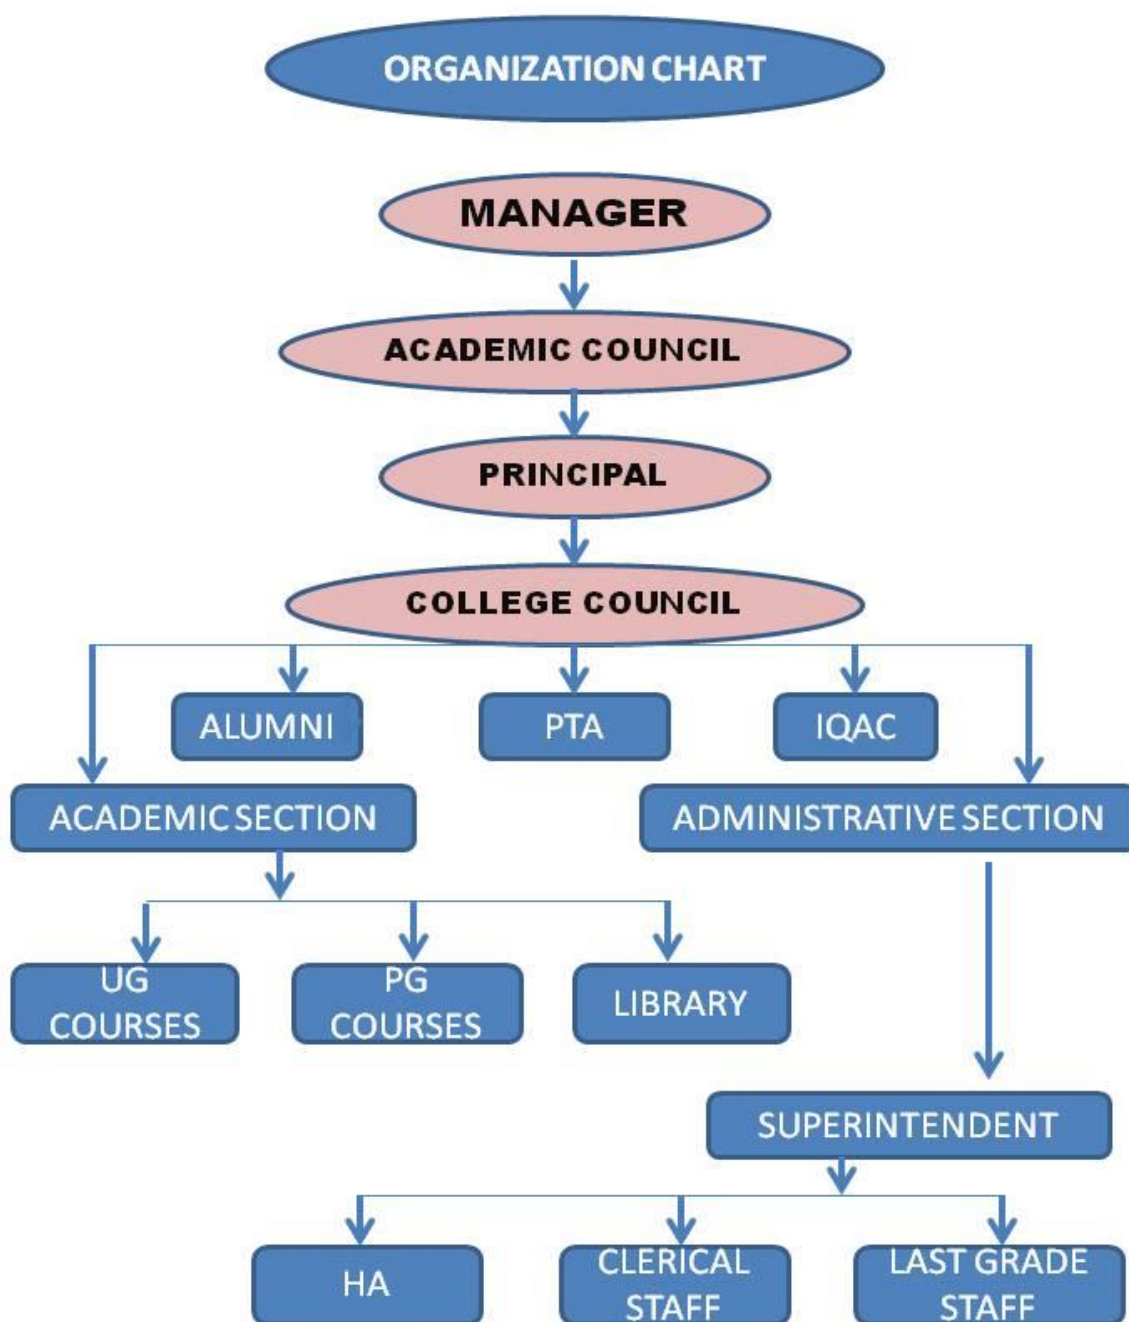 ORGANIZATION CHART
MANAGER
ACADEMIC COUNCIL
PRINCIPAL
COLLEGE COUNCIL
ALUMNI
PTA
IQAC
ACADEMIC SECTION
ADMINISTRATIVE SECTION
UG
COURSES
PG
COURSES
LIBRARY
SUPERINTENDENT
HA
CLERICAL
STAFF
LAST GRADE
STAFF